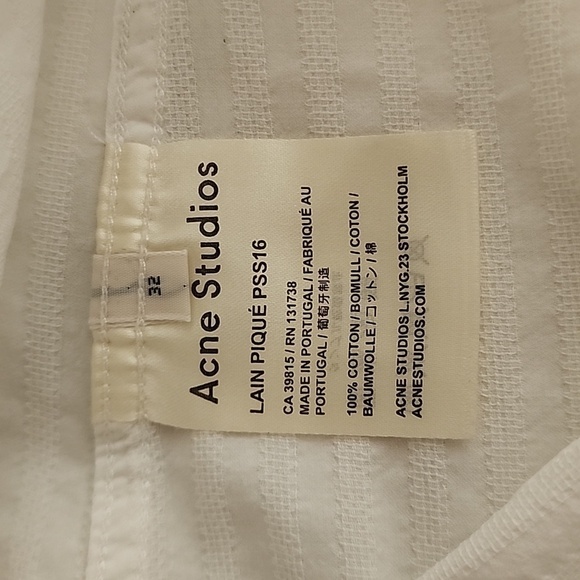 32
Acne Studios
LAIN PIQUÉ PSS16
CA 39815 / RN 131738
MADE IN PORTUGAL / FABRIQUÉ AU
PORTUGAL / 葡萄牙制造
100% COTTON / BOMULL / COTON /
BAUMWOLLE / コットン / 棉
ACNE STUDIOS L.NYG.23 STOCKHOLM
ACNESTUDIOS.COM